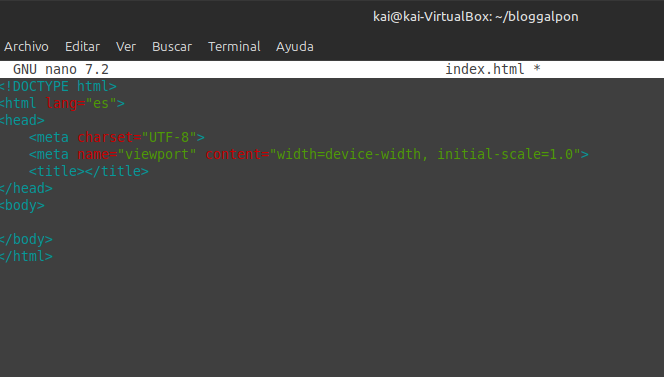 kai@kai-VirtualBox: ~/bloggalpon
Archivo Editar Ver Buscar Terminal Ayuda
GNU nano 7.2 index.html *
<!DOCTYPE html>
<html lang="es">
<head>
    <meta charset="UTF-8">
    <meta name="viewport" content="width=device-width, initial-scale=1.0">
    <title></title>
</head>
<body>
</body>
</html>